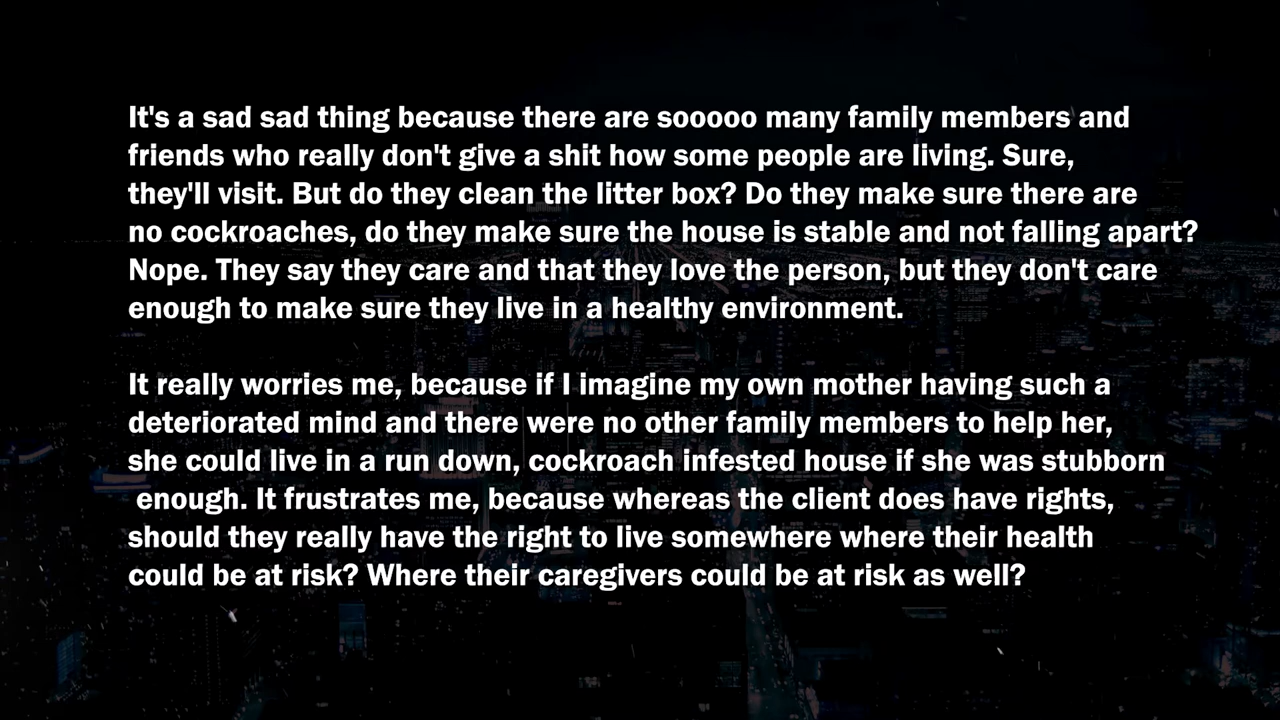 It's a sad sad thing because there are sooooo many family members and
friends who really don't give a shit how some people are living. Sure,
they'll visit. But do they clean the litter box? Do they make sure there are
no cockroaches, do they make sure the house is stable and not falling apart?
Nope. They say they care and that they love the person, but they don't care
enough to make sure they live in a healthy environment.
It really worries me, because if I imagine my own mother having such a
deteriorated mind and there were no other family members to help her,
she could live in a run down, cockroach infested house if she was stubborn
enough. It frustrates me, because whereas the client does have rights,
should they really have the right to live somewhere where their health
could be at risk? Where their caregivers could be at risk as well?